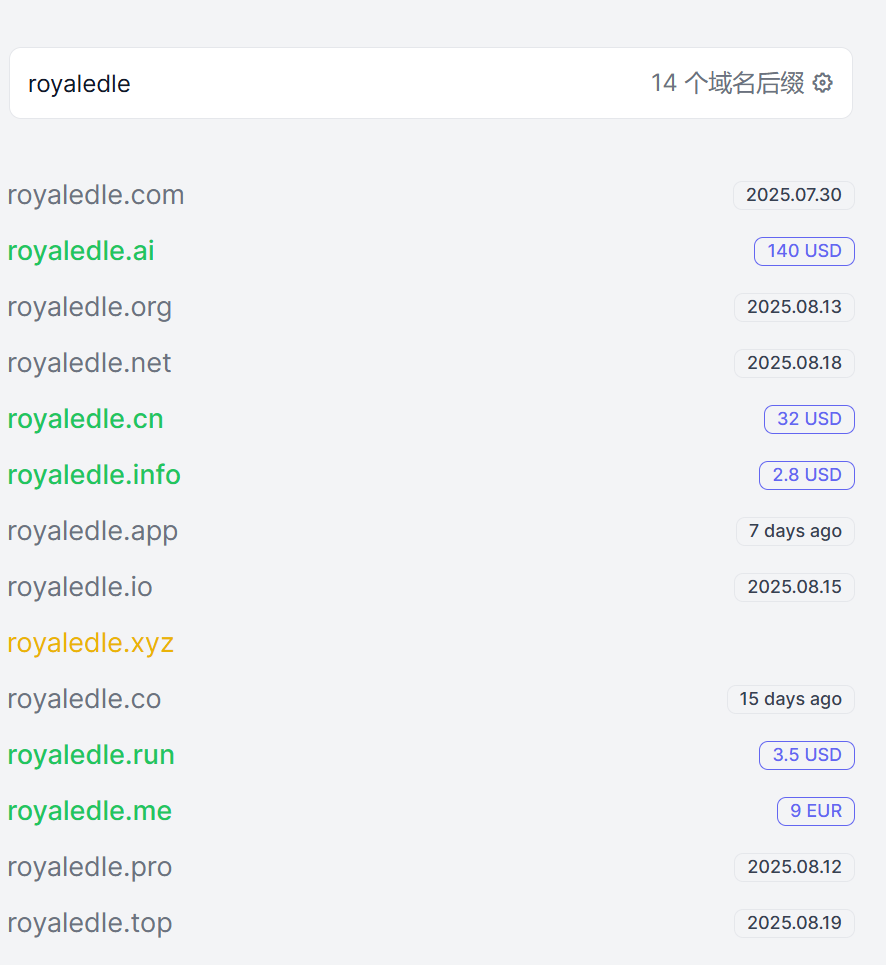 royaledle 14 个域名后缀
royaledle.com 2025.07.30
royaledle.ai 140 USD
royaledle.org 2025.08.13
royaledle.net 2025.08.18
royaledle.cn 32 USD
royaledle.info 2.8 USD
royaledle.app 7 days ago
royaledle.io 2025.08.15
royaledle.xyz
royaledle.co 15 days ago
royaledle.run 3.5 USD
royaledle.me 9 EUR
royaledle.pro 2025.08.12
royaledle.top 2025.08.19